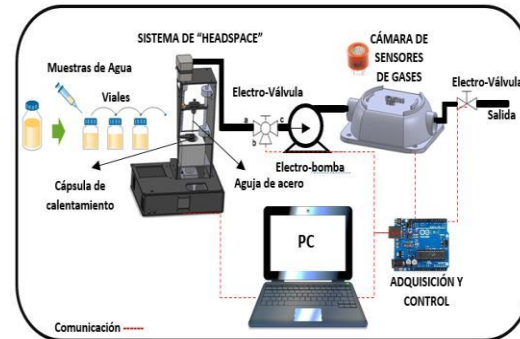 SISTEMA DE “HEADSPACE”
CÁMARA DE
SENSORES
DE GASES
Muestras de Agua
Viales
Electro-Válvula
Electro-Válvula
Salida
a
c
b
Electro-bomba
Cápsula de
calentamiento
Aguja de acero
PC
ADQUISICIÓN Y
CONTROL
Comunicación ------